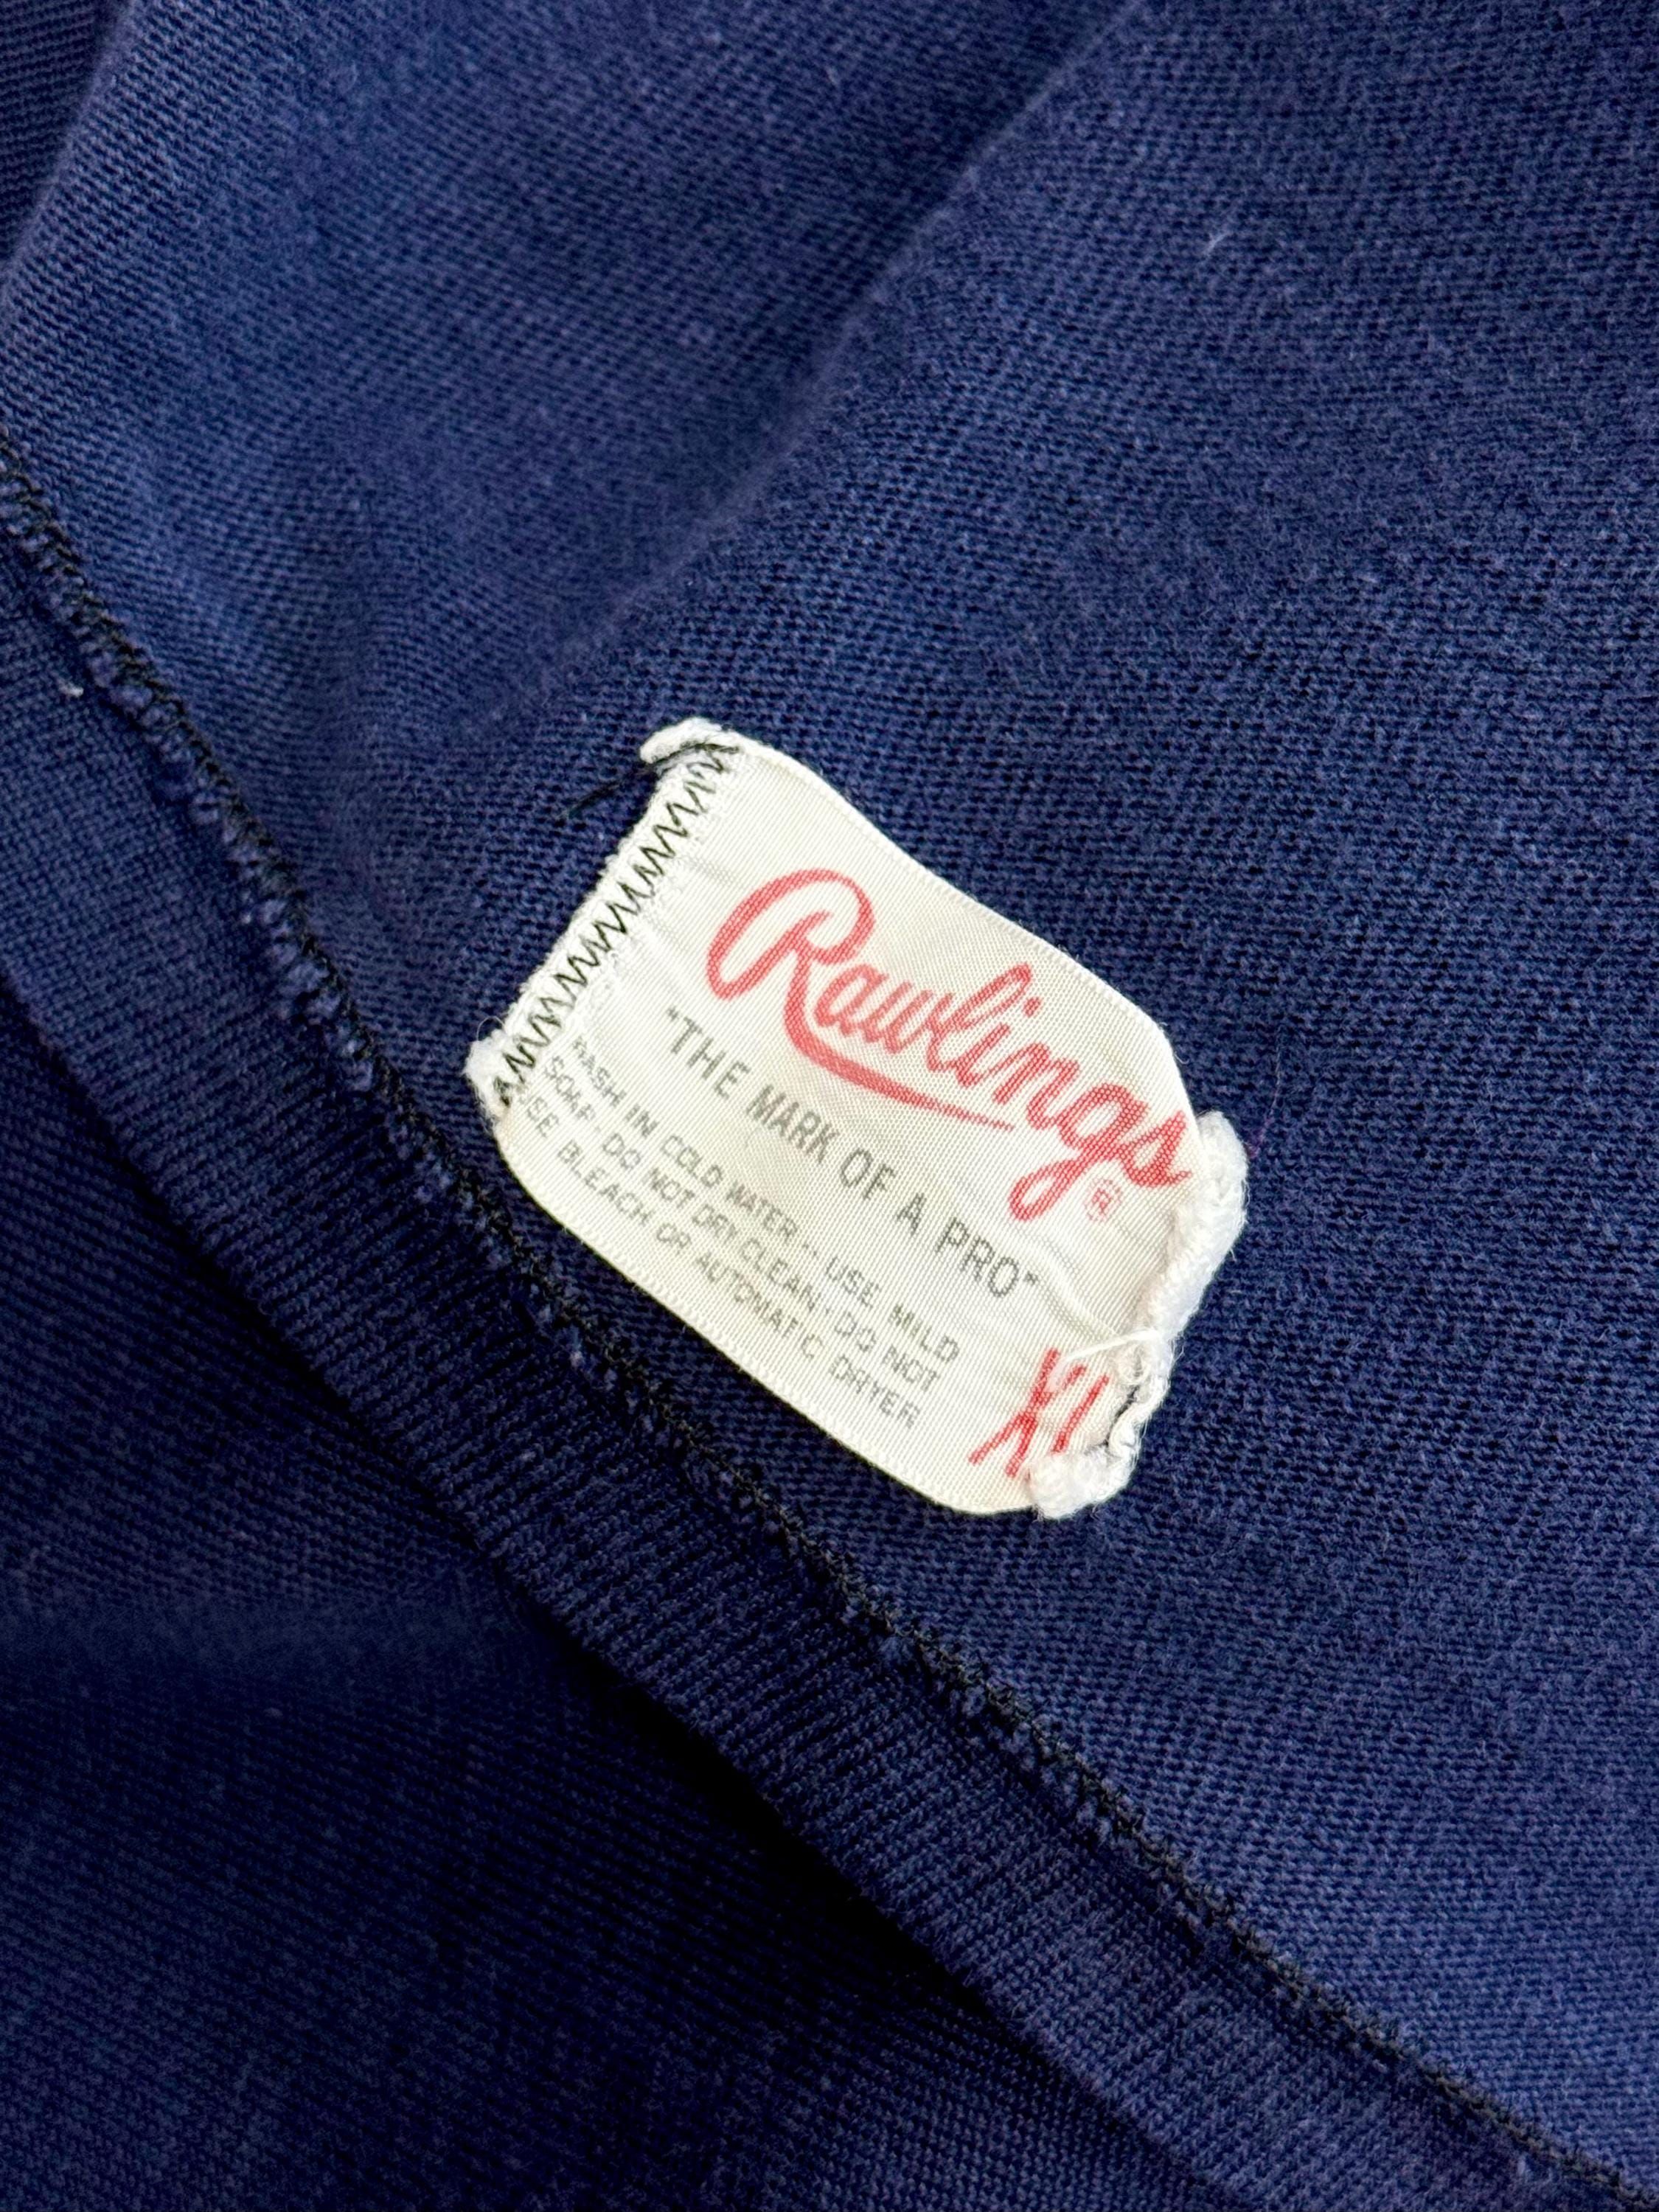 Rawlings®
"THE MARK OF A PRO"
WASH IN COLD WATER -- USE MILD
SOAP - DO NOT DRY CLEAN - DO NOT
USE BLEACH OR AUTOMATIC DRYER
XL